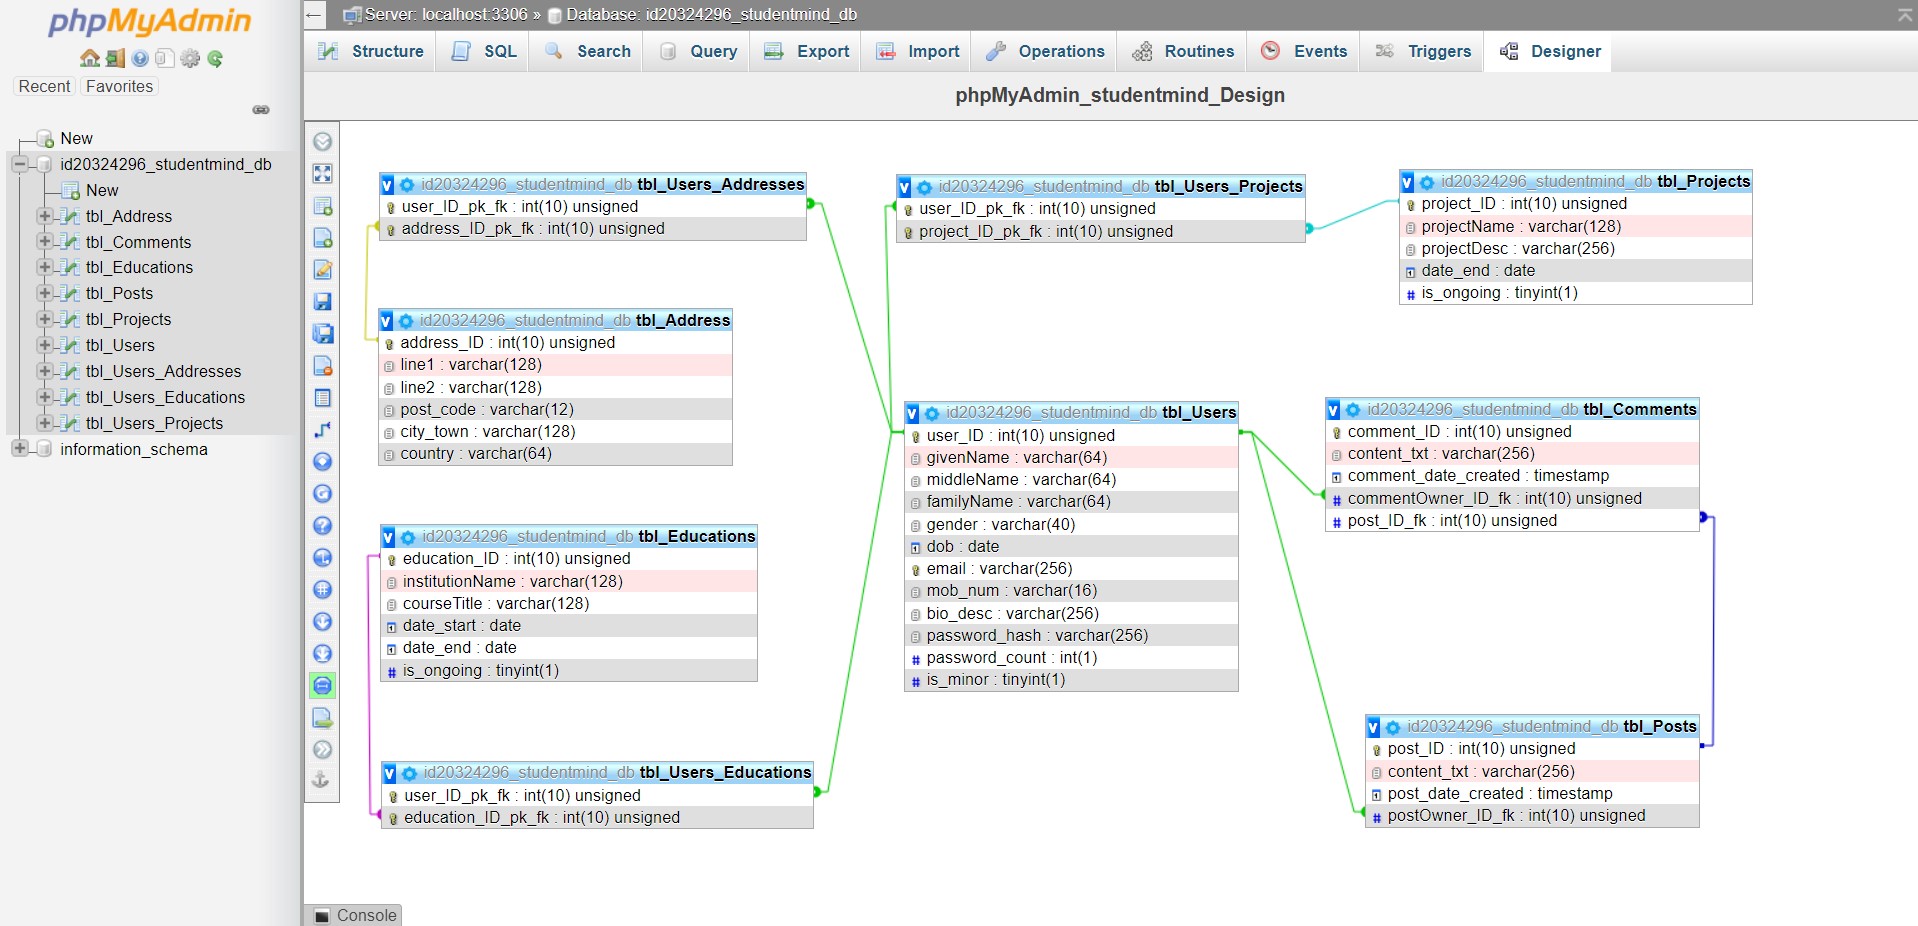 phpMyAdmin
Recent Favorites
New
id20324296_studentmind_db
New
tbl_Address
tbl_Comments
tbl_Educations
tbl_Posts
tbl_Projects
tbl_Users
tbl_Users_Addresses
tbl_Users_Educations
tbl_Users_Projects
information_schema
Server: localhost:3306 » Database: id20324296_studentmind_db
Structure SQL Search Query Export Import Operations Routines Events Triggers Designer
phpMyAdmin_studentmind_Design
v id20324296_studentmind_db tbl_Users_Addresses
user_ID_pk_fk : int(10) unsigned
address_ID_pk_fk : int(10) unsigned
v id20324296_studentmind_db tbl_Users_Projects
user_ID_pk_fk : int(10) unsigned
project_ID_pk_fk : int(10) unsigned
v id20324296_studentmind_db tbl_Projects
project_ID : int(10) unsigned
projectName : varchar(128)
projectDesc : varchar(256)
date_end : date
# is_ongoing : tinyint(1)
v id20324296_studentmind_db tbl_Address
address_ID : int(10) unsigned
line1 : varchar(128)
line2 : varchar(128)
post_code : varchar(12)
city_town : varchar(128)
country : varchar(64)
v id20324296_studentmind_db tbl_Users
user_ID : int(10) unsigned
givenName : varchar(64)
middleName : varchar(64)
familyName : varchar(64)
gender : varchar(40)
dob : date
email : varchar(256)
mob_num : varchar(16)
bio_desc : varchar(256)
password_hash : varchar(256)
# password_count : int(1)
# is_minor : tinyint(1)
v id20324296_studentmind_db tbl_Comments
comment_ID : int(10) unsigned
content_txt : varchar(256)
comment_date_created : timestamp
# commentOwner_ID_fk : int(10) unsigned
# post_ID_fk : int(10) unsigned
v id20324296_studentmind_db tbl_Educations
education_ID : int(10) unsigned
institutionName : varchar(128)
courseTitle : varchar(128)
date_start : date
date_end : date
# is_ongoing : tinyint(1)
v id20324296_studentmind_db tbl_Posts
post_ID : int(10) unsigned
content_txt : varchar(256)
post_date_created : timestamp
# postOwner_ID_fk : int(10) unsigned
v id20324296_studentmind_db tbl_Users_Educations
user_ID_pk_fk : int(10) unsigned
education_ID_pk_fk : int(10) unsigned
Console